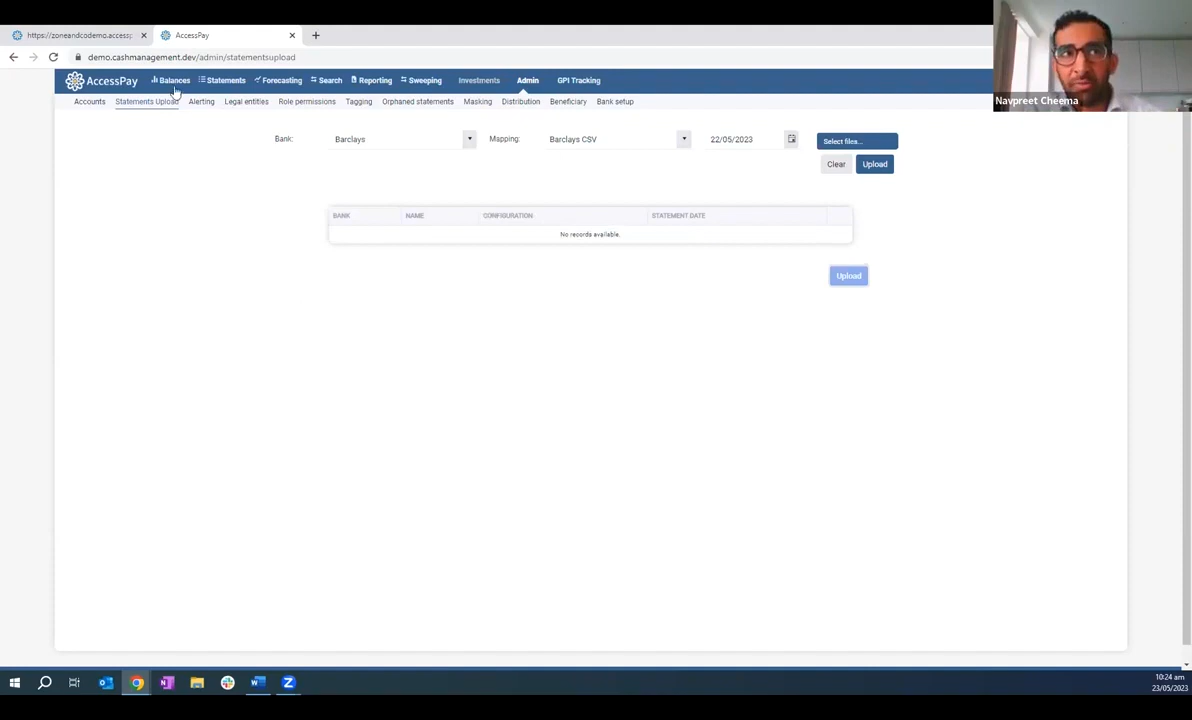 https://zoneandcodemo.accessp
AccessPay
demo.cashmanagement.dev/admin/statementsupload
AccessPay Balances Statements Forecasting Search Reporting Sweeping Investments Admin GPI Tracking
Navpreet Cheema
Accounts Statements Upload Alerting Legal entities Role permissions Tagging Orphaned statements Masking Distribution Beneficiary Bank setup
Bank: Barclays Mapping: Barclays CSV 22/05/2023 Select files...
Clear Upload
BANK NAME CONFIGURATION STATEMENT DATE
No records available.
Upload
10:24 am
23/05/2023